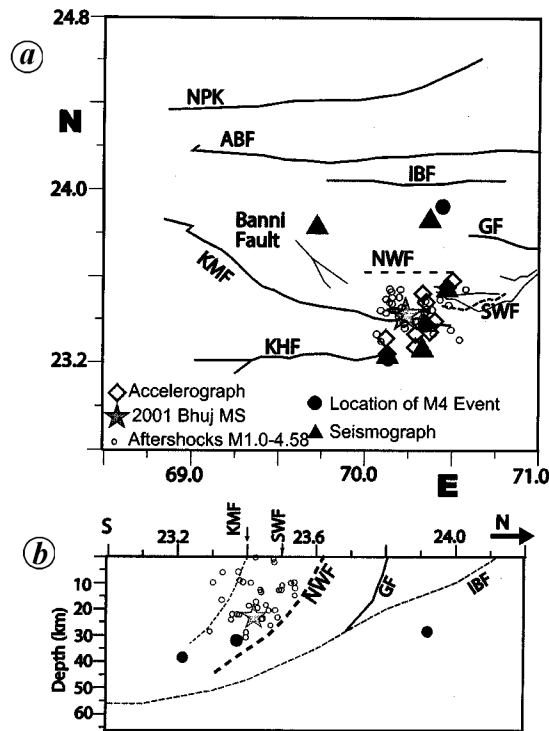 24.8
a
NPK
N
ABF
24.0
IBF
Banni
Fault
GF
KMF
NWF
SWF
KHF
23.2
Accelerograph
2001 Bhuj MS
Aftershocks M1.0-4.58
Location of M4 Event
Seismograph
69.0
70.0
71.0
E
b
S
23.2
KMF
SWF
23.6
24.0
N
NWF
GF
IBF
10
20
30
40
50
60
Depth (km)